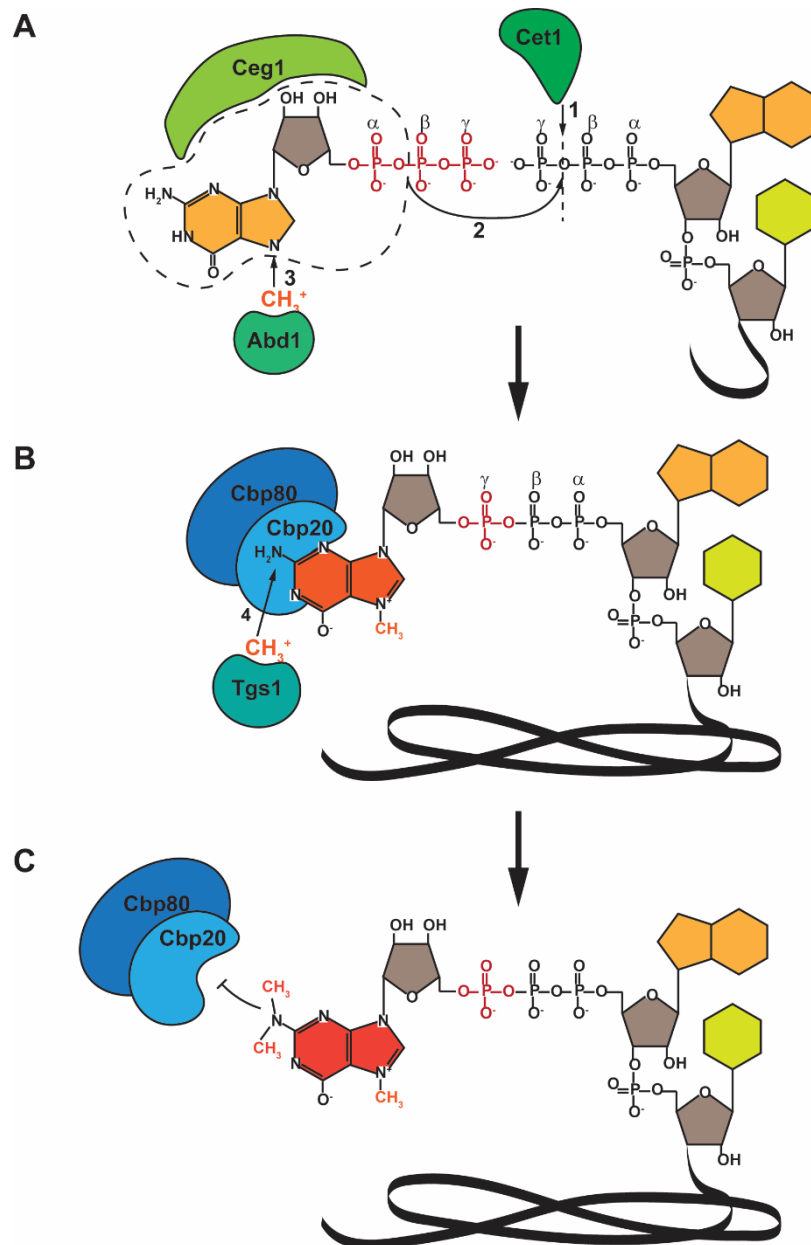 A
Cet1
Ceg1
OH OH
1
α β γ γ β α
O O O O O O
O O P O P O P O⁻ ⁻O P O P O P O O
O⁻ O⁻ O⁻ O⁻ O⁻ O⁻
H₂N N N
2
HN N
O
3
CH₃⁺
Abd1
O OH
O=P O O
O⁻
OH
B
OH OH
Cbp80
γ β α
Cbp20
O O O
H₂N N N
O O P O P O P O O
O⁻ O⁻ O⁻
4
N N⁺
O⁻ CH₃
CH₃⁺
Tgs1
O OH
O=P O O
O⁻
OH
C
Cbp80
OH OH
Cbp20
O O O
O O P O P O P O O
O⁻ O⁻ O⁻
CH₃
N N N
CH₃ N N⁺
O⁻ CH₃
O OH
O=P O O
O⁻
OH